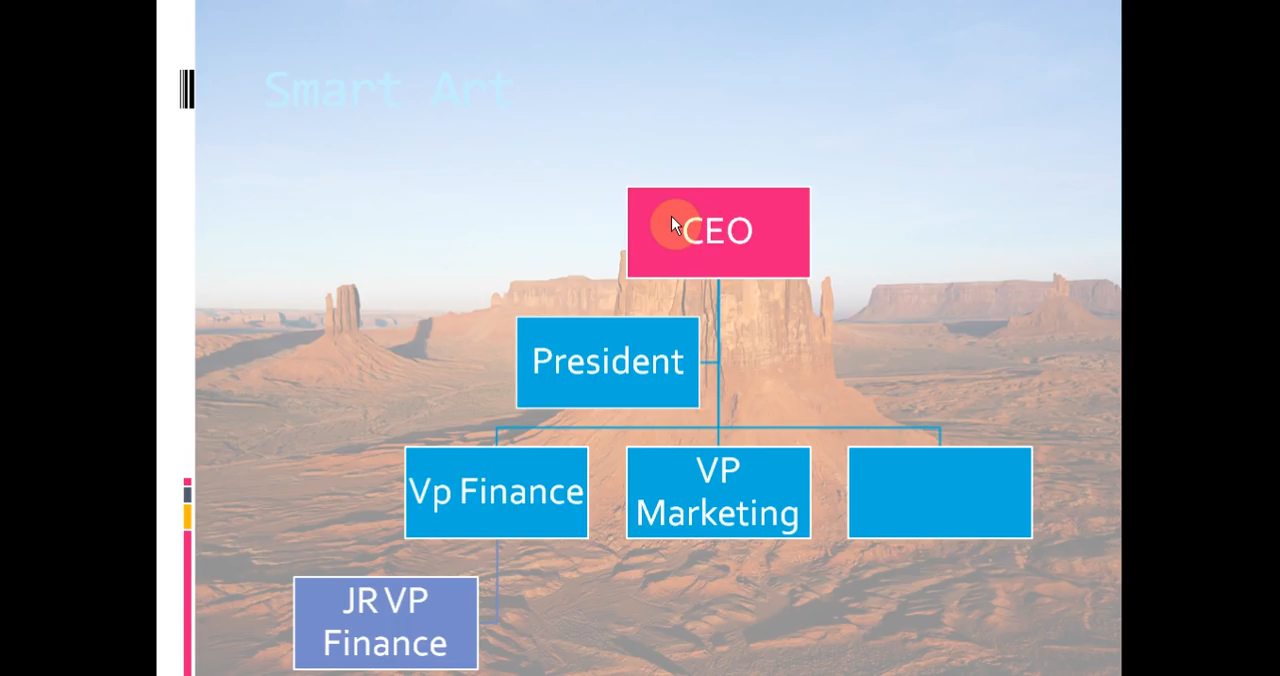 Smart Art
CEO
President
Vp Finance
VP
Marketing
JR VP
Finance